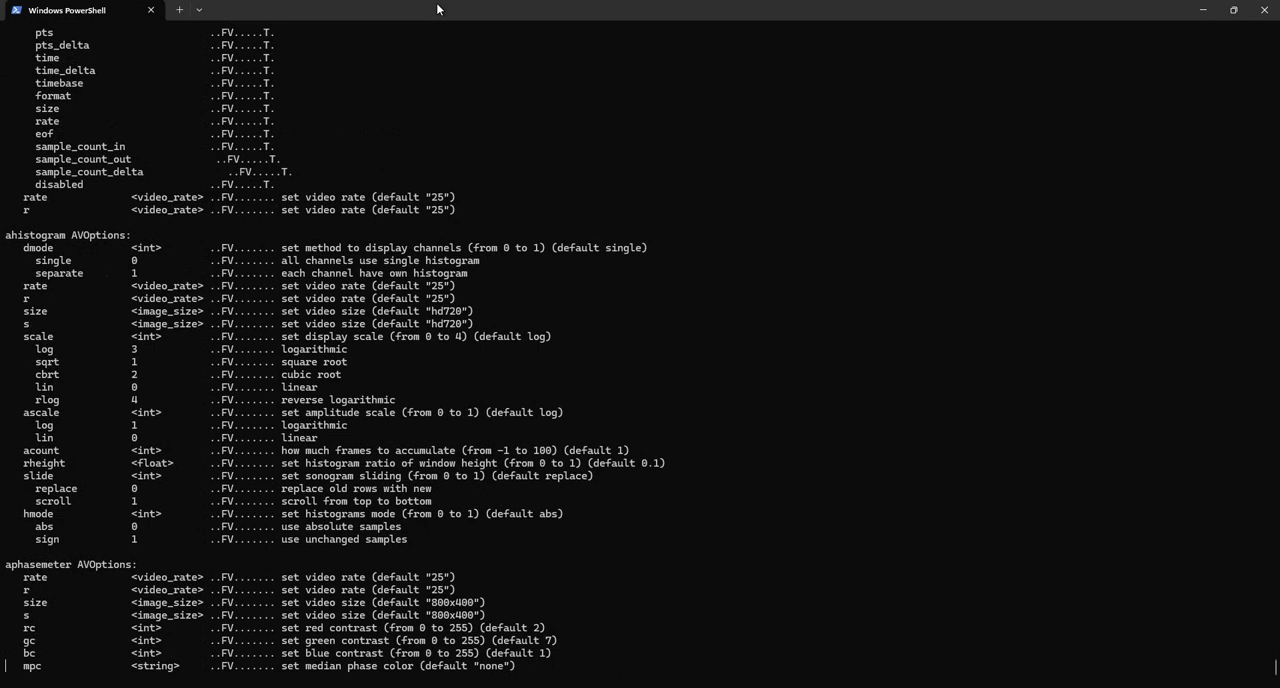 Windows PowerShell
pts ..FV.....T.
pts_delta ..FV.....T.
time ..FV.....T.
time_delta ..FV.....T.
timebase ..FV.....T.
format ..FV.....T.
size ..FV.....T.
rate ..FV.....T.
eof ..FV.....T.
sample_count_in ..FV.....T.
sample_count_out ..FV.....T.
sample_count_delta ..FV.....T.
disabled ..FV.....T.
rate <video_rate> ..FV....... set video rate (default "25")
r <video_rate> ..FV....... set video rate (default "25")
ahistogram AVOptions:
dmode <int> ..FV....... set method to display channels (from 0 to 1) (default single)
single 0 ..FV....... all channels use single histogram
separate 1 ..FV....... each channel have own histogram
rate <video_rate> ..FV....... set video rate (default "25")
r <video_rate> ..FV....... set video rate (default "25")
size <image_size> ..FV....... set video size (default "hd720")
s <image_size> ..FV....... set video size (default "hd720")
scale <int> ..FV....... set display scale (from 0 to 4) (default log)
log 3 ..FV....... logarithmic
sqrt 1 ..FV....... square root
cbrt 2 ..FV....... cubic root
lin 0 ..FV....... linear
rlog 4 ..FV....... reverse logarithmic
ascale <int> ..FV....... set amplitude scale (from 0 to 1) (default log)
log 1 ..FV....... logarithmic
lin 0 ..FV....... linear
acount <int> ..FV....... how much frames to accumulate (from -1 to 100) (default 1)
rheight <float> ..FV....... set histogram ratio of window height (from 0 to 1) (default 0.1)
slide <int> ..FV....... set sonogram sliding (from 0 to 1) (default replace)
replace 0 ..FV....... replace old rows with new
scroll 1 ..FV....... scroll from top to bottom
hmode <int> ..FV....... set histograms mode (from 0 to 1) (default abs)
abs 0 ..FV....... use absolute samples
sign 1 ..FV....... use unchanged samples
aphasemeter AVOptions:
rate <video_rate> ..FV....... set video rate (default "25")
r <video_rate> ..FV....... set video rate (default "25")
size <image_size> ..FV....... set video size (default "800x400")
s <image_size> ..FV....... set video size (default "800x400")
rc <int> ..FV....... set red contrast (from 0 to 255) (default 2)
gc <int> ..FV....... set green contrast (from 0 to 255) (default 7)
bc <int> ..FV....... set blue contrast (from 0 to 255) (default 1)
mpc <string> ..FV....... set median phase color (default "none")